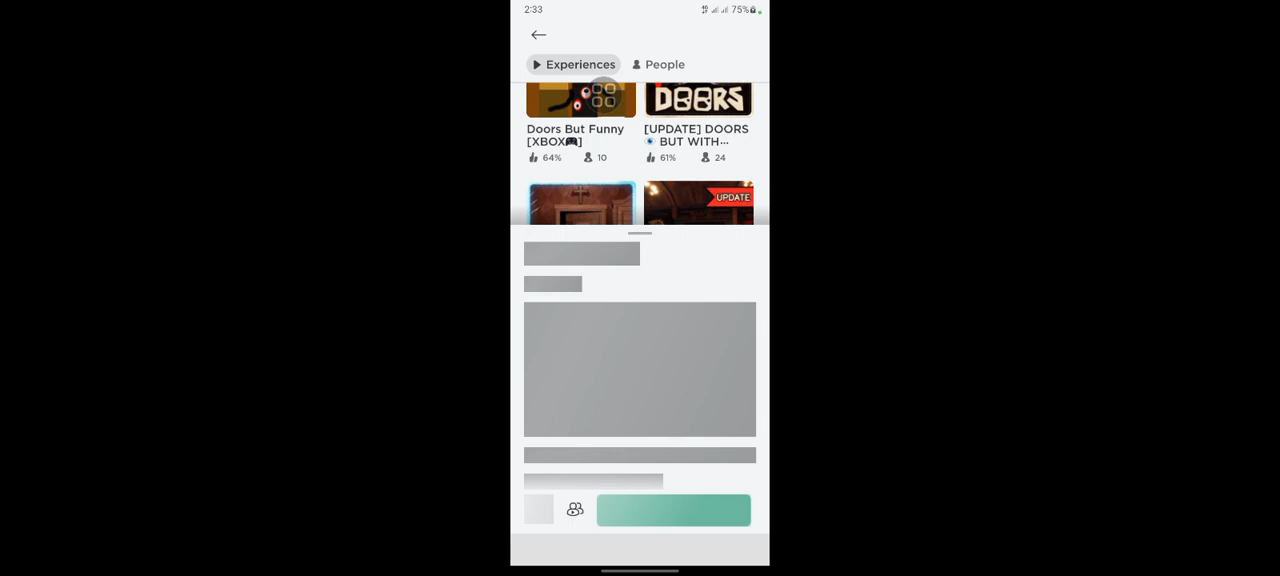 2:33
75%
Experiences
People
DOORS
Doors But Funny
[XBOX🎮]
[UPDATE] DOORS
👁 BUT WITH...
64%
10
61%
24
UPDATE